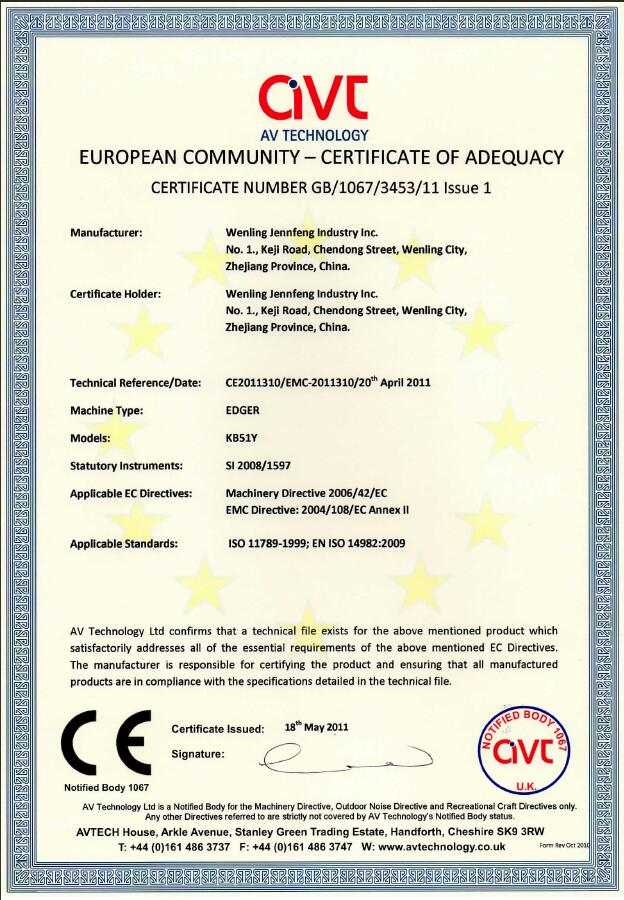 avt
AV TECHNOLOGY
EUROPEAN COMMUNITY – CERTIFICATE OF ADEQUACY
CERTIFICATE NUMBER GB/1067/3453/11 Issue 1
Manufacturer: Wenling Jennfeng Industry Inc.
No. 1., Keji Road, Chendong Street, Wenling City,
Zhejiang Province, China.
Certificate Holder: Wenling Jennfeng Industry Inc.
No. 1., Keji Road, Chendong Street, Wenling City,
Zhejiang Province, China.
Technical Reference/Date: CE2011310/EMC-2011310/20th April 2011
Machine Type: EDGER
Models: KB51Y
Statutory Instruments: SI 2008/1597
Applicable EC Directives: Machinery Directive 2006/42/EC
EMC Directive: 2004/108/EC Annex II
Applicable Standards: ISO 11789-1999; EN ISO 14982:2009
AV Technology Ltd confirms that a technical file exists for the above mentioned product which
satisfactorily addresses all of the essential requirements of the above mentioned EC Directives.
The manufacturer is responsible for certifying the product and ensuring that all manufactured
products are in compliance with the specifications detailed in the technical file.
CE
Notified Body 1067
Certificate Issued: 18th May 2011
Signature:
NOTIFIED BODY 1067
avt
U.K.
AV Technology Ltd is a Notified Body for the Machinery Directive, Outdoor Noise Directive and Recreational Craft Directives only.
Any other Directives referred to are strictly not covered by AV Technology's Notified Body status.
AVTECH House, Arkle Avenue, Stanley Green Trading Estate, Handforth, Cheshire SK9 3RW
T: +44 (0)161 486 3737 F: +44 (0)161 486 3747 W: www.avtechnology.co.uk
Form Rev Oct 2010